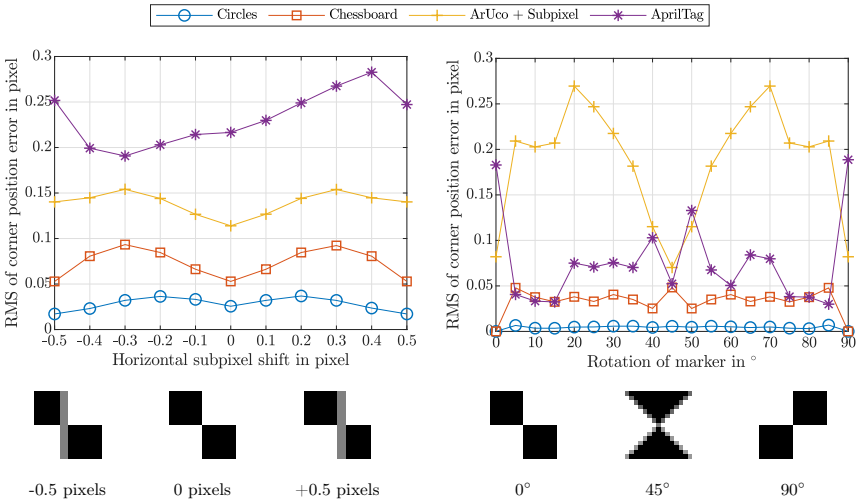 Circles Chessboard ArUco + Subpixel AprilTag
RMS of corner position error in pixel
0.3
0.25
0.2
0.15
0.1
0.05
0
-0.5 -0.4 -0.3 -0.2 -0.1 0 0.1 0.2 0.3 0.4 0.5
Horizontal subpixel shift in pixel
RMS of corner position error in pixel
0.3
0.25
0.2
0.15
0.1
0.05
0
0 10 20 30 40 50 60 70 80 90
Rotation of marker in °
-0.5 pixels 0 pixels +0.5 pixels
0° 45° 90°